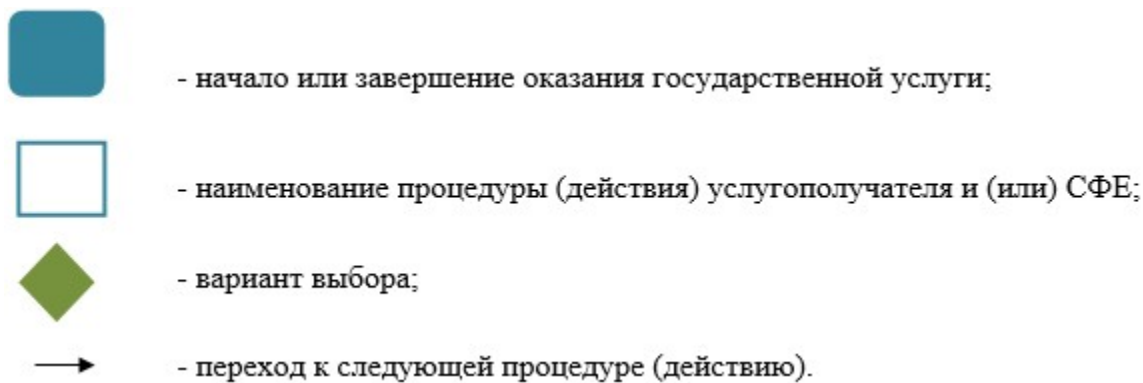 - начало или завершение оказания государственной услуги;
- наименование процедуры (действия) услугополучателя и (или) СФЕ;
- вариант выбора;
- переход к следующей процедуре (действию).